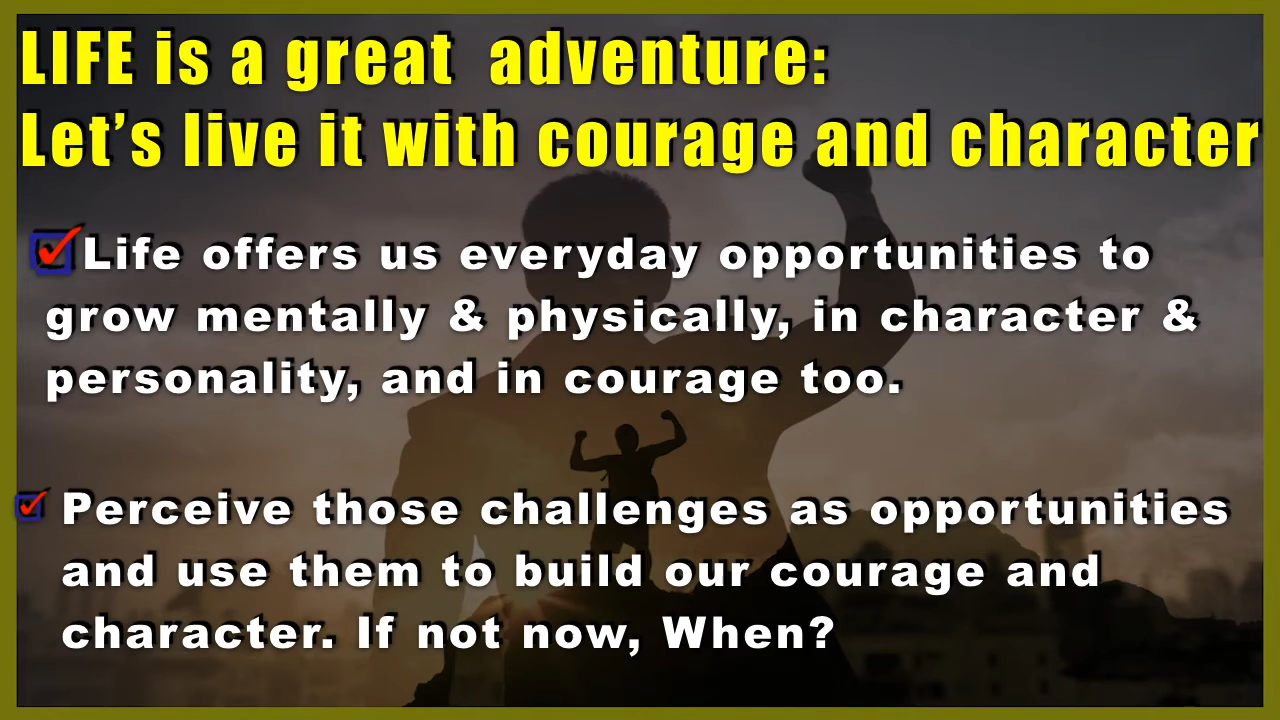 LIFE is a great  adventure:
Let’s live it with courage and character
Life offers us everyday opportunities to
grow mentally & physically, in character &
personality, and in courage too.
Perceive those challenges as opportunities
and use them to build our courage and
character. If not now, When?